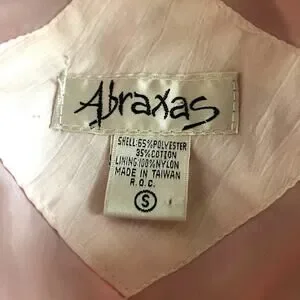 Abraxas
SHELL:65%POLYESTER
35%COTTON
LINING:100%NYLON
MADE IN TAIWAN
R.O.C.
S